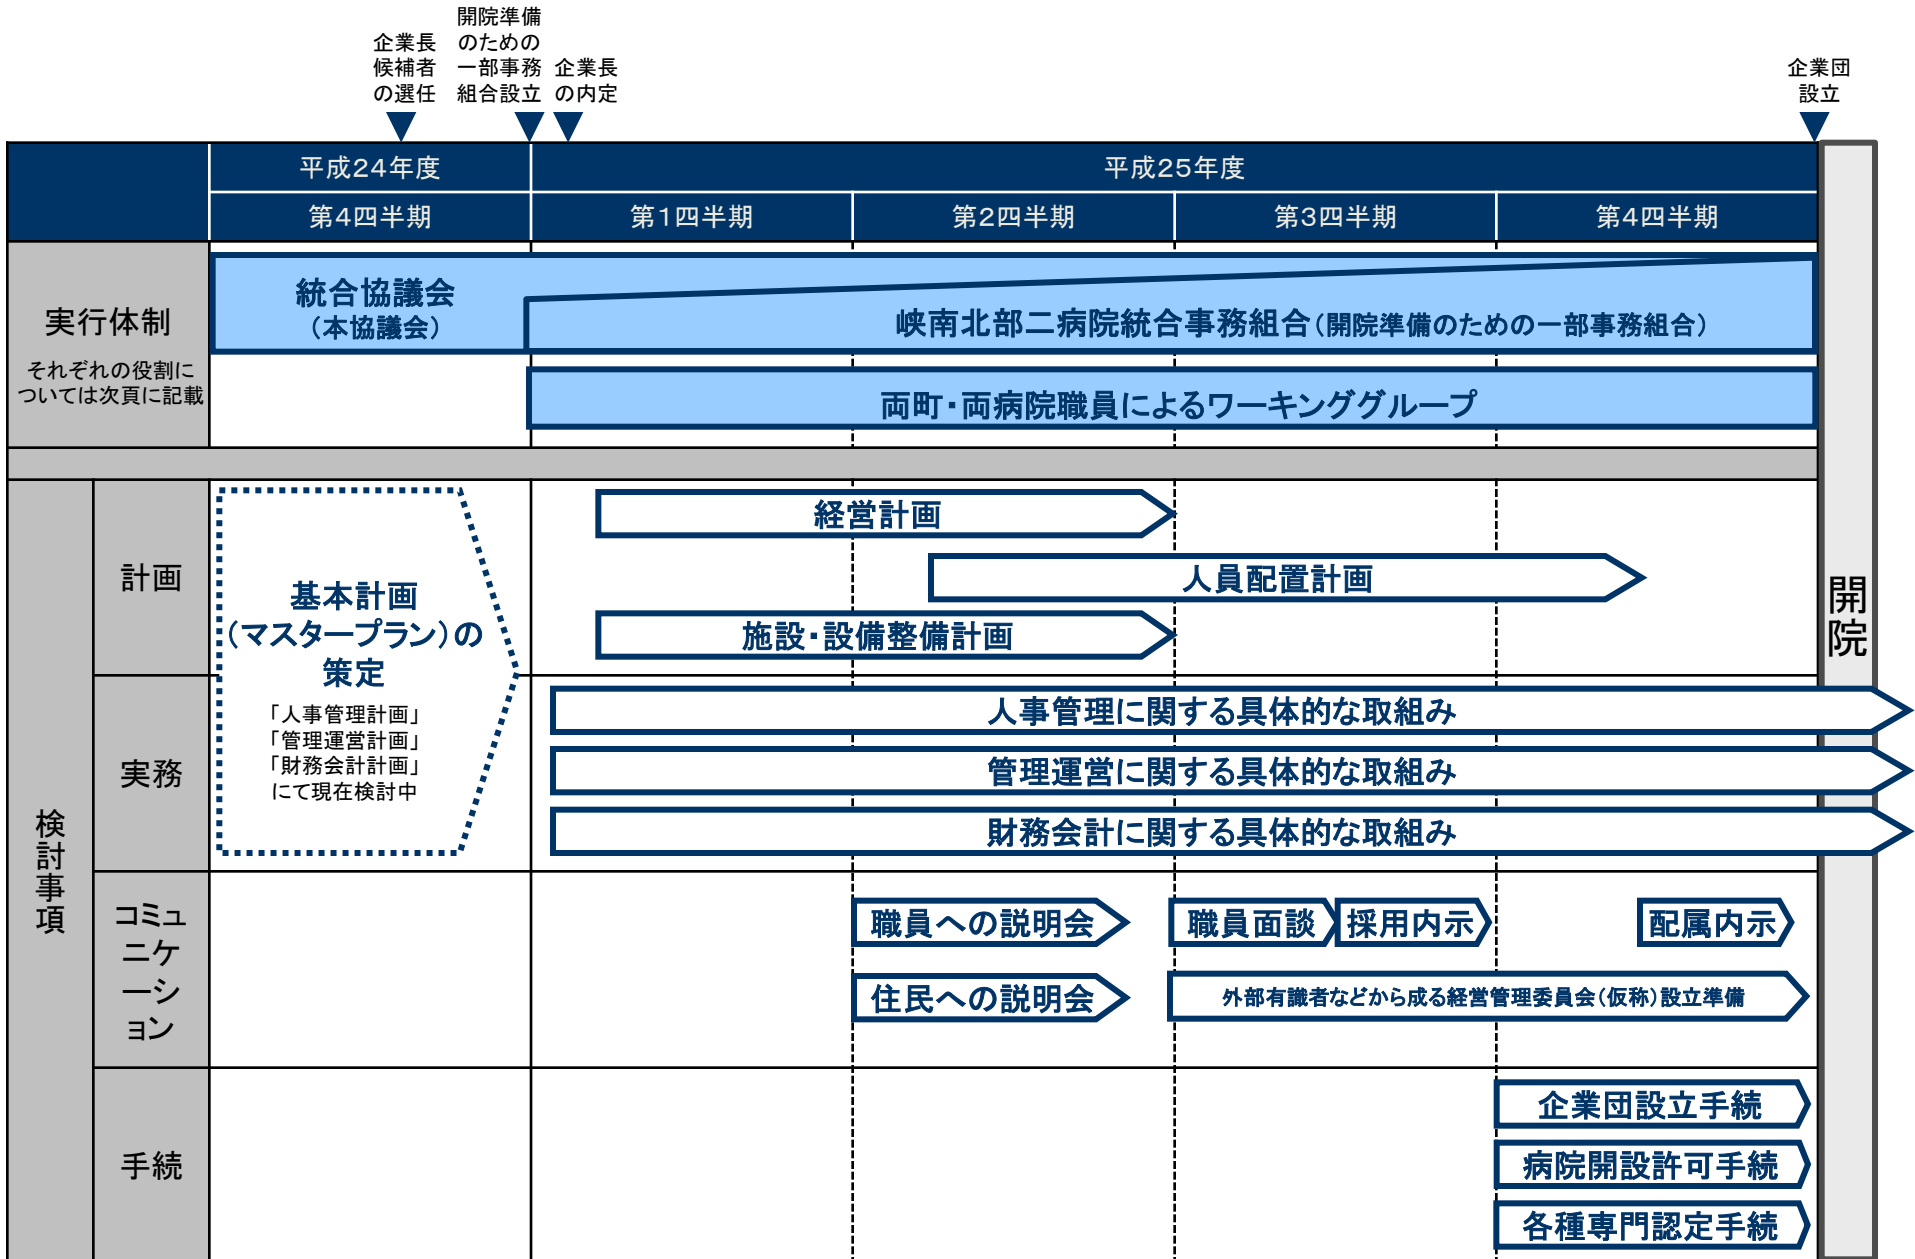 企業長
候補者
の選任
開院準備
のための
一部事務
組合設立
企業長
の内定
企業団
設立
平成24年度
平成25年度
第4四半期
第1四半期
第2四半期
第3四半期
第4四半期
実行体制
それぞれの役割に
ついては次頁に記載
統合協議会
（本協議会）
峡南北部二病院統合事務組合（開院準備のための一部事務組合）
両町・両病院職員によるワーキンググループ
検討事項
計画
基本計画
（マスタープラン）の
策定
「人事管理計画」
「管理運営計画」
「財務会計計画」
にて現在検討中
経営計画
人員配置計画
施設・設備整備計画
開院
実務
人事管理に関する具体的な取組み
管理運営に関する具体的な取組み
財務会計に関する具体的な取組み
コミュ
ニケ
ーシ
ョン
職員への説明会
職員面談
採用内示
配属内示
住民への説明会
外部有識者などから成る経営管理委員会（仮称）設立準備
手続
企業団設立手続
病院開設許可手続
各種専門認定手続